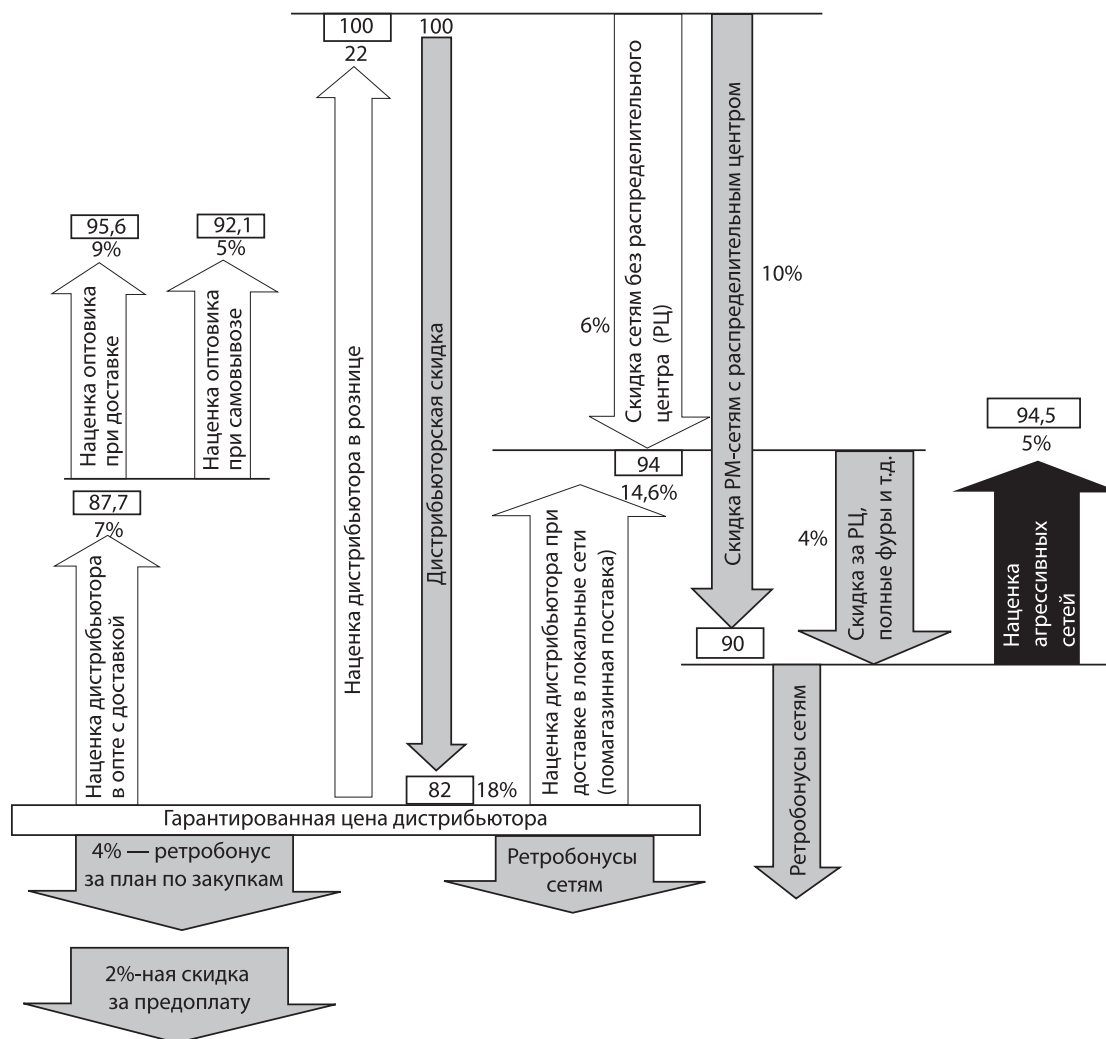 100
22
100
95,6
9%
92,1
5%
Наценка оптовика
при доставке
Наценка оптовика
при самовывозе
Наценка дистрибьютора в рознице
Дистрибьюторская скидка
6%
Скидка сетям без распределительного
центра (РЦ)
Скидка РМ-сетям с распределительным центром
10%
87,7
7%
Наценка дистрибьютора
в опте с доставкой
94
14,6%
Наценка дистрибьютора при
доставке в локальные сети
(помагазинная поставка)
4%
Скидка за РЦ,
полные фуры и т.д.
94,5
5%
Наценка
агрессивных
сетей
90
82
18%
Гарантированная цена дистрибьютора
4% — ретробонус
за план по закупкам
Ретробонусы
сетям
Ретробонусы сетям
2%-ная скидка
за предоплату